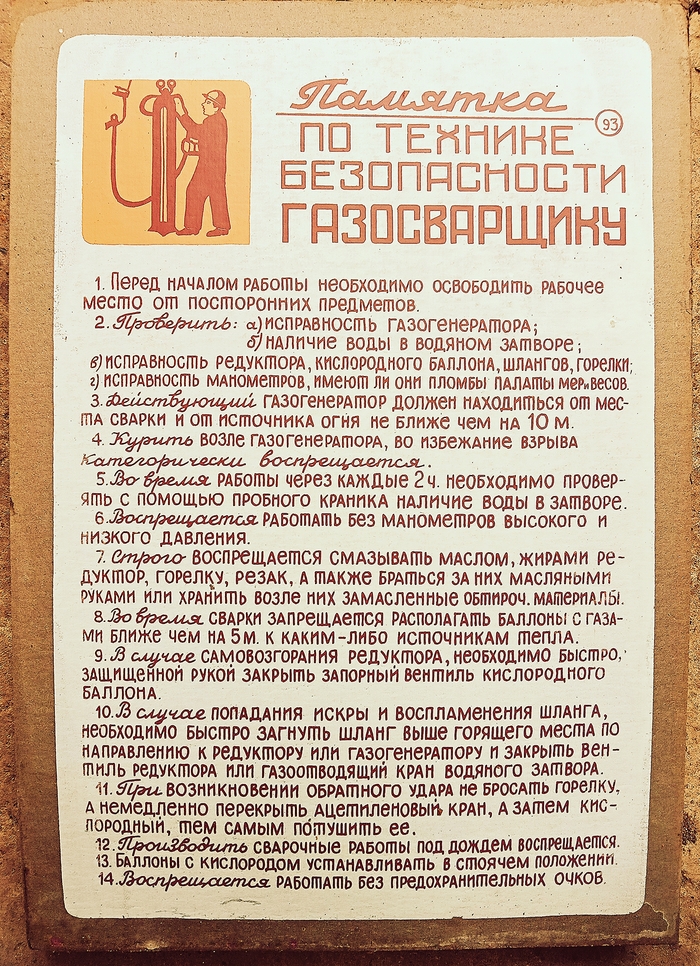 Памятка
93
ПО ТЕХНИКЕ
БЕЗОПАСНОСТИ
ГАЗОСВАРЩИКУ
1. Перед началом работы необходимо освободить рабочее
место от посторонних предметов.
2. Проверить: а) исправность газогенератора;
б) наличие воды в водяном затворе;
в) исправность редуктора, кислородного баллона, шлангов, горелки;
г) исправность манометров, имеют ли они пломбы палаты мер и весов.
3. Действующий газогенератор должен находиться от мес-
та сварки и от источника огня не ближе чем на 10 м.
4. Курить возле газогенератора, во избежание взрыва
категорически воспрещается.
5. Во время работы через каждые 2 ч. необходимо провер-
ять с помощью пробного краника наличие воды в затворе.
6. Воспрещается работать без манометров высокого и
низкого давления.
7. Строго воспрещается смазывать маслом, жирами ре-
дуктор, горелку, резак, а также браться за них масляными
руками или хранить возле них замасленные обтироч. материалы.
8. Во время сварки запрещается располагать баллоны с газа-
ми ближе чем на 5 м. к каким-либо источникам тепла.
9. В случае самовозгорания редуктора, необходимо быстро,
защищенной рукой закрыть запорный вентиль кислородного
баллона.
10. В случае попадания искры и воспламенения шланга,
необходимо быстро загнуть шланг выше горящего места по
направлению к редуктору или газогенератору и закрыть вен-
тиль редуктора или газоотводящий кран водяного затвора.
11. При возникновении обратного удара не бросать горелку,
а немедленно перекрыть ацетиленовый кран, а затем кис-
лородный, тем самым потушить ее.
12. Производить сварочные работы под дождем воспрещается.
13. Баллоны с кислородом устанавливать в стоячем положении.
14. Воспрещается работать без предохранительных очков.